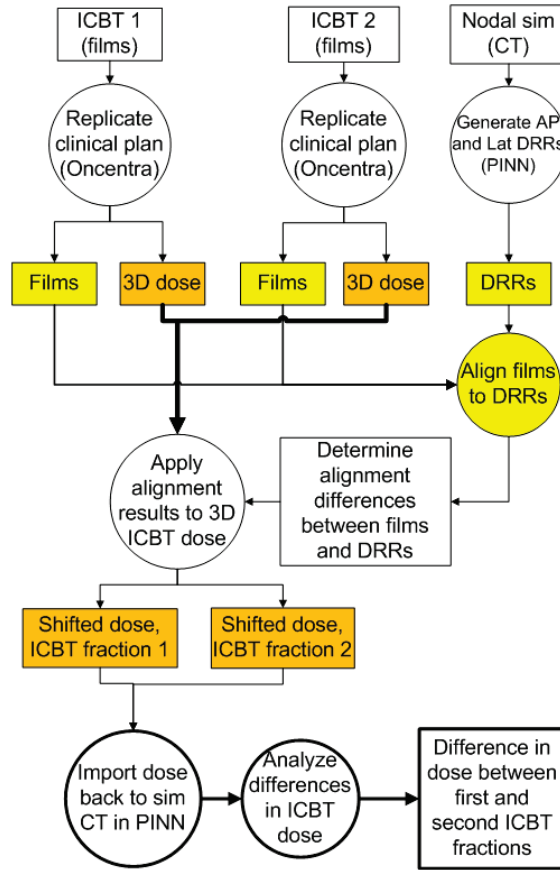 ICBT 1
(films)
ICBT 2
(films)
Nodal sim
(CT)
Replicate
clinical plan
(Oncentra)
Replicate
clinical plan
(Oncentra)
Generate AP
and Lat DRRs
(PINN)
Films
3D dose
Films
3D dose
DRRs
Align films
to DRRs
Apply
alignment
results to 3D
ICBT dose
Determine
alignment
differences
between films
and DRRs
Shifted dose,
ICBT fraction 1
Shifted dose,
ICBT fraction 2
Import dose
back to sim
CT in PINN
Analyze
differences
in ICBT
dose
Difference in
dose between
first and
second ICBT
fractions